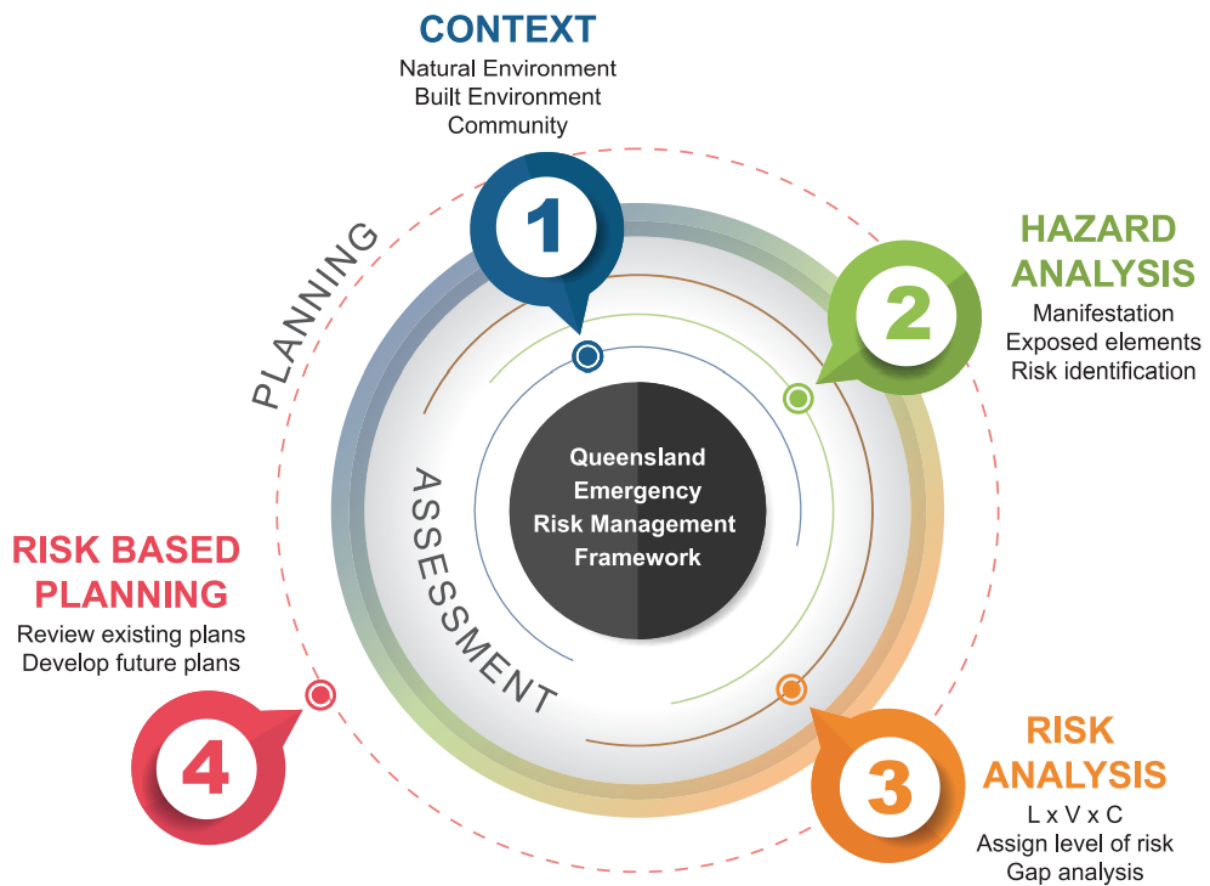 CONTEXT
Natural Environment
Built Environment
Community
1
PLANNING
2
HAZARD
ANALYSIS
Manifestation
Exposed elements
Risk identification
ASSESSMENT
Queensland
Emergency
Risk Management
Framework
RISK BASED
PLANNING
Review existing plans
Develop future plans
4
3
RISK
ANALYSIS
L x V x C
Assign level of risk
Gap analysis